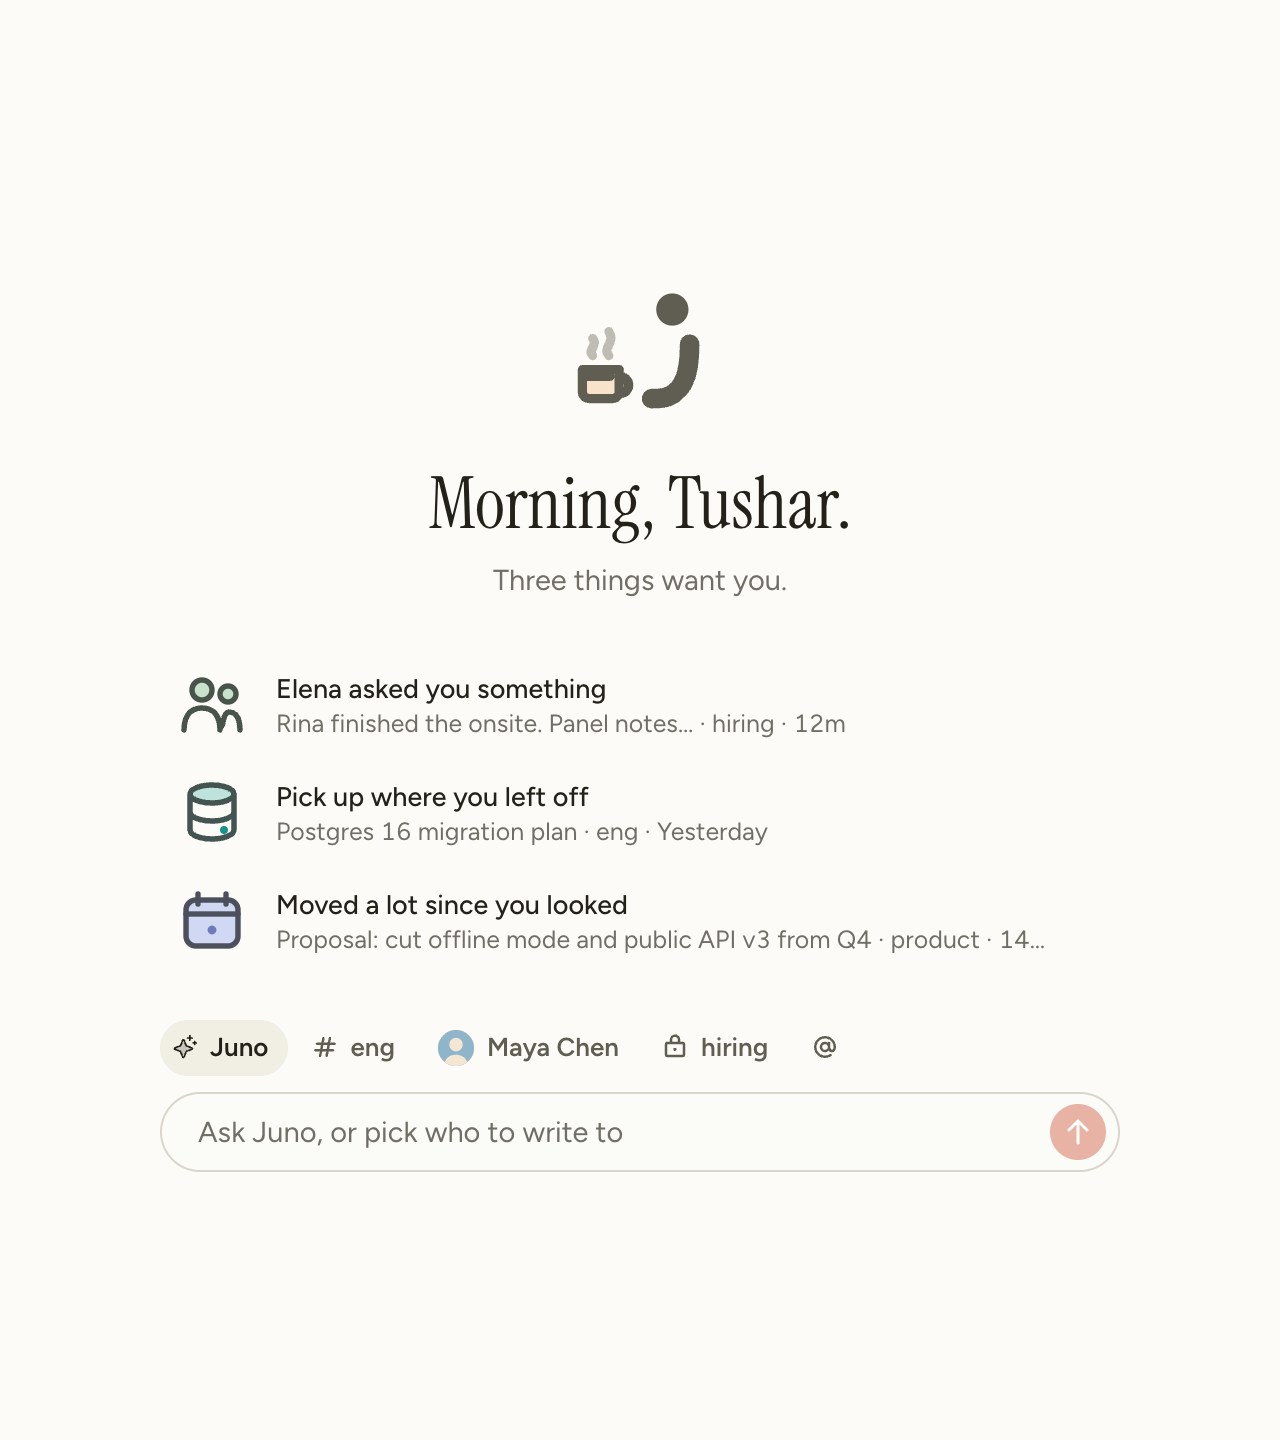 Morning, Tushar.
Three things want you.
Elena asked you something
Rina finished the onsite. Panel notes... · hiring · 12m
Pick up where you left off
Postgres 16 migration plan · eng · Yesterday
Moved a lot since you looked
Proposal: cut offline mode and public API v3 from Q4 · product · 14...
Juno # eng Maya Chen hiring @
Ask Juno, or pick who to write to